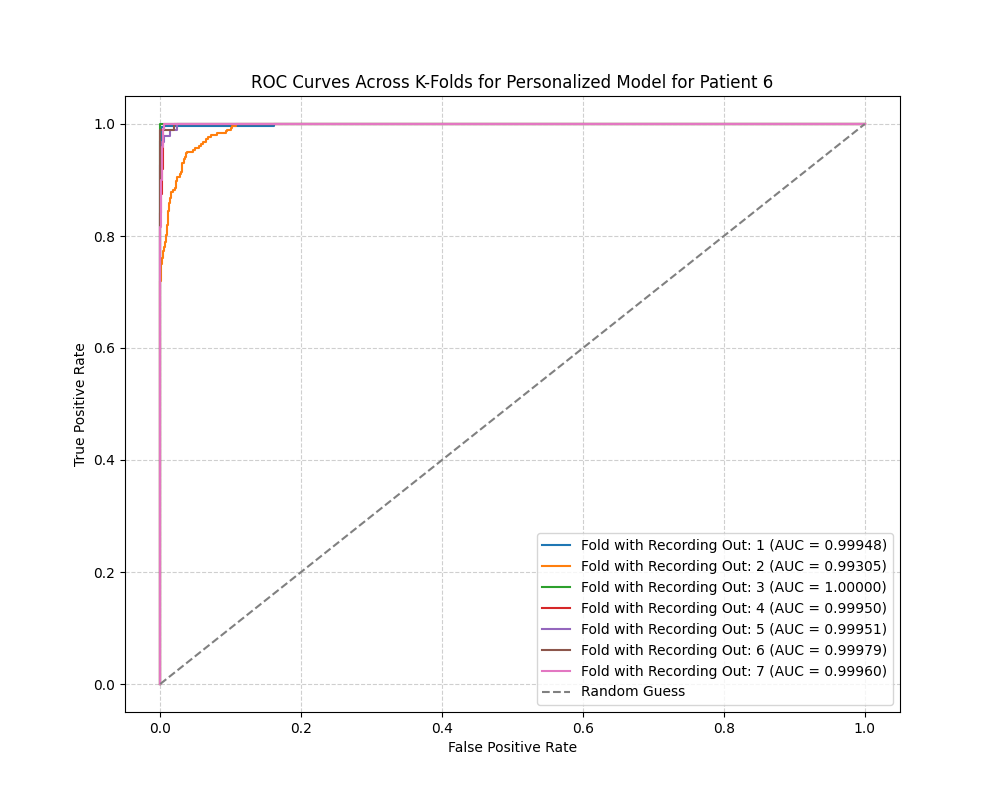 ROC Curves Across K-Folds for Personalized Model for Patient 6
True Positive Rate
1.0
0.8
0.6
0.4
0.2
0.0
Fold with Recording Out: 1 (AUC = 0.99948)
Fold with Recording Out: 2 (AUC = 0.99305)
Fold with Recording Out: 3 (AUC = 1.00000)
Fold with Recording Out: 4 (AUC = 0.99950)
Fold with Recording Out: 5 (AUC = 0.99951)
Fold with Recording Out: 6 (AUC = 0.99979)
Fold with Recording Out: 7 (AUC = 0.99960)
Random Guess
0.0 0.2 0.4 0.6 0.8 1.0
False Positive Rate